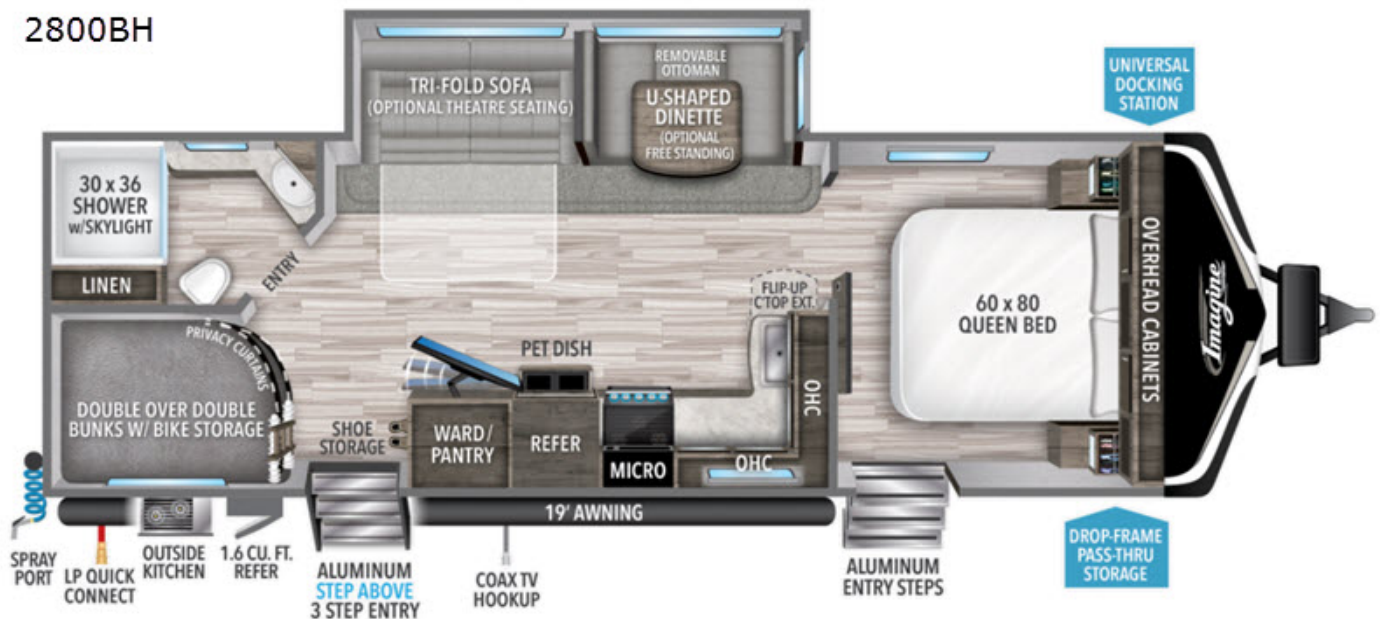 2800BH
REMOVABLE
OTTOMAN
TRI-FOLD SOFA
(OPTIONAL THEATRE SEATING)
U-SHAPED
DINETTE
(OPTIONAL
FREE STANDING)
UNIVERSAL
DOCKING
STATION
30 x 36
SHOWER
w/SKYLIGHT
LINEN
ENTRY
FLIP-UP
C'TOP EXT.
60 x 80
QUEEN BED
OVERHEAD CABINETS
Imagine
PRIVACY CURTAINS
PET DISH
DOUBLE OVER DOUBLE
BUNKS W/ BIKE STORAGE
SHOE
STORAGE
WARD/
PANTRY
REFER
MICRO
OHC
OHC
19' AWNING
SPRAY
PORT
LP QUICK
CONNECT
OUTSIDE
KITCHEN
1.6 CU. FT.
REFER
ALUMINUM
STEP ABOVE
3 STEP ENTRY
COAX TV
HOOKUP
ALUMINUM
ENTRY STEPS
DROP-FRAME
PASS-THRU
STORAGE